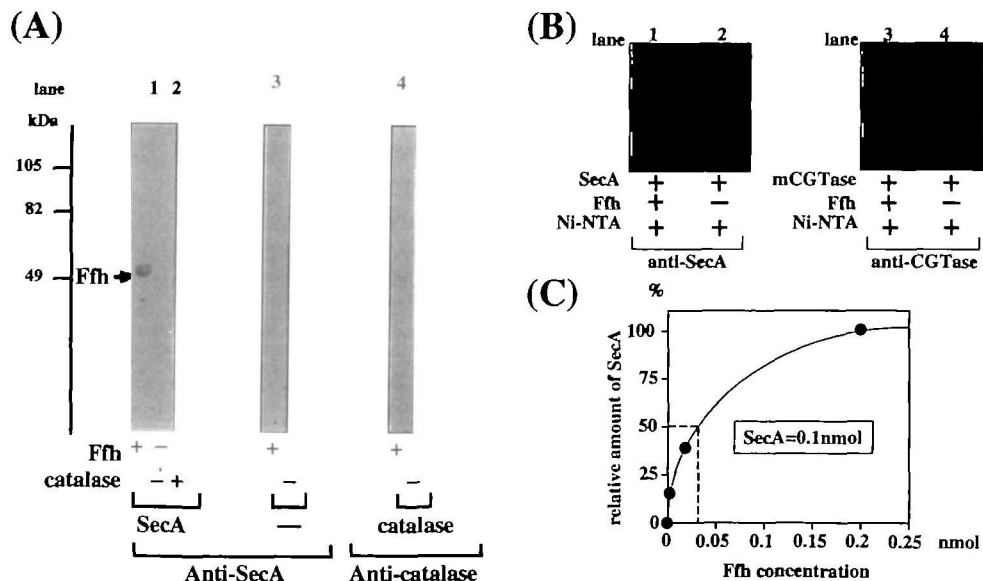 (A)
lane 1 2 3 4
kDa
105
82
Ffh
49
Ffh + − + +
catalase − + − −
SecA — catalase
Anti-SecA Anti-catalase
(B)
lane 1 2 lane 3 4
SecA + + mCGTase + +
Ffh + − Ffh + −
Ni-NTA + + Ni-NTA + +
anti-SecA anti-CGTase
(C)
%
100
75
50
25
0
relative amount of SecA
SecA=0.1nmol
0 0.05 0.1 0.15 0.2 0.25 nmol
Ffh concentration